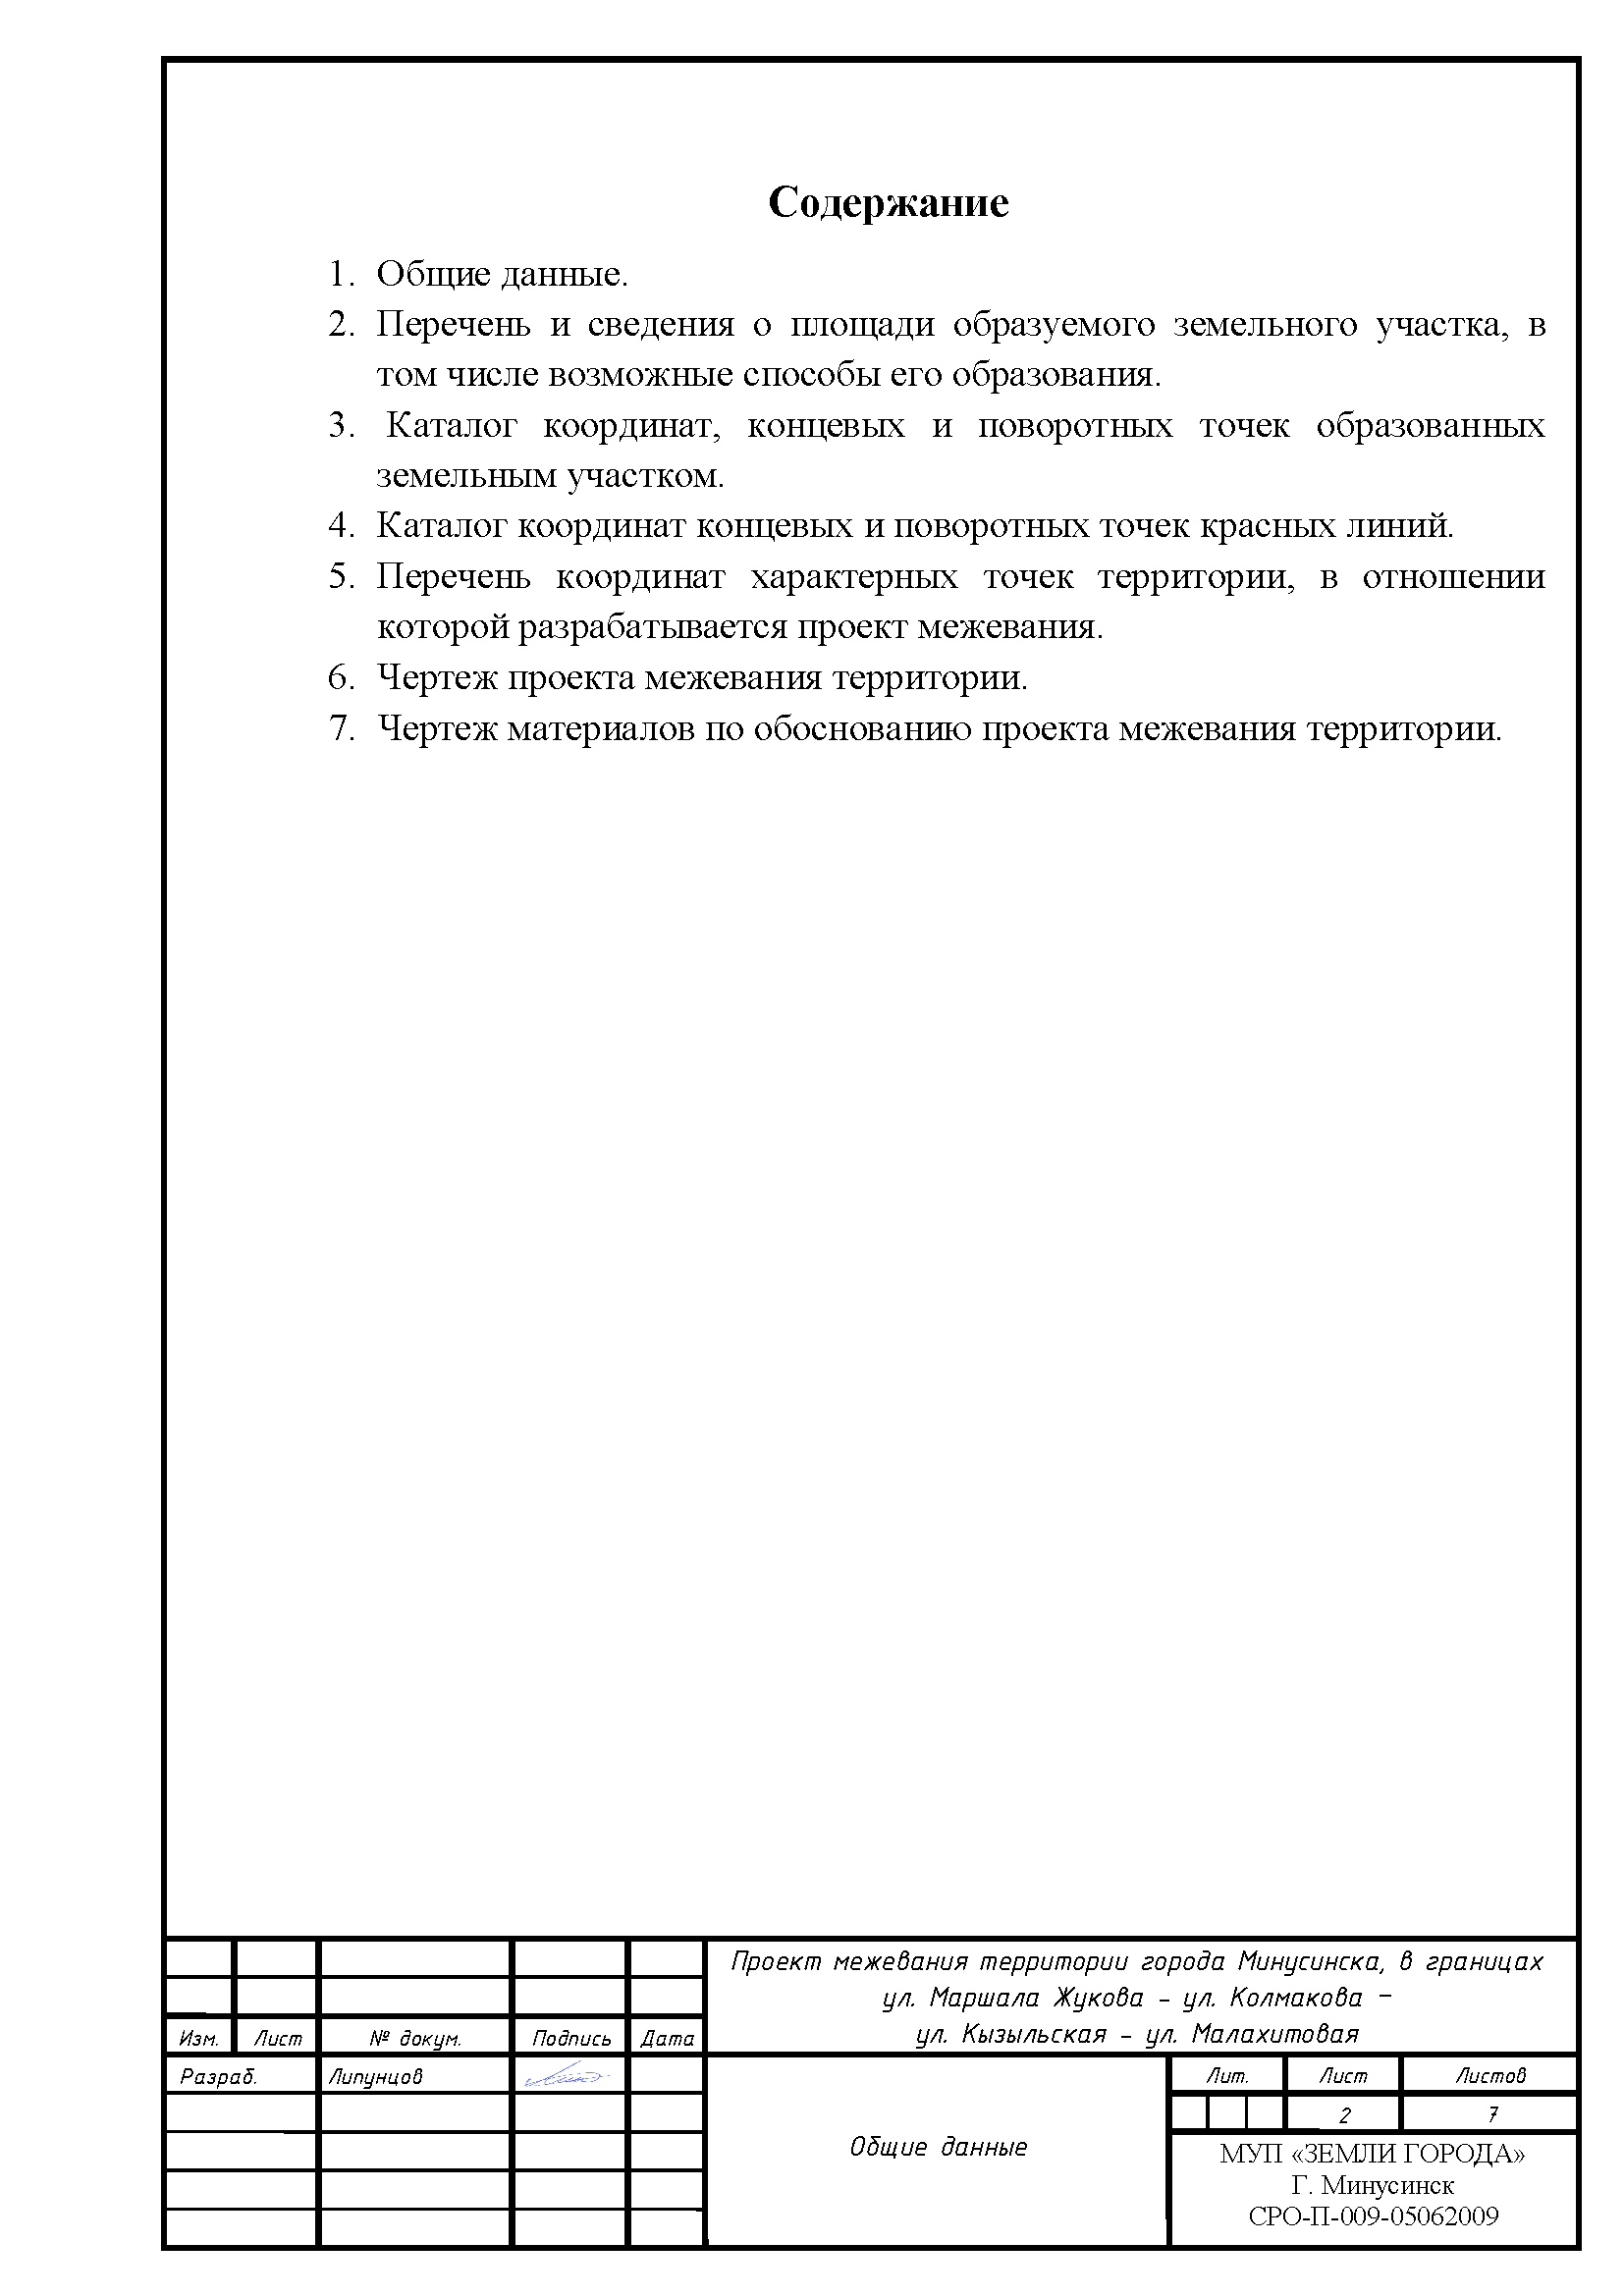 Содержание
1. Общие данные.
2. Перечень и сведения о площади образуемого земельного участка, в
том числе возможные способы его образования.
3. Каталог координат, концевых и поворотных точек образованных
земельным участком.
4. Каталог координат концевых и поворотных точек красных линий.
5. Перечень координат характерных точек территории, в отношении
которой разрабатывается проект межевания.
6. Чертеж проекта межевания территории.
7. Чертеж материалов по обоснованию проекта межевания территории.
Проект межевания территории города Минусинска, в границах
ул. Маршала Жукова – ул. Колмакова –
ул. Кызыльская – ул. Малахитовая
Изм. Лист № докум. Подпись Дата
Разраб. Липунцов
Общие данные
Лит. Лист Листов
2 7
МУП «ЗЕМЛИ ГОРОДА»
Г. Минусинск
СРО-П-009-05062009